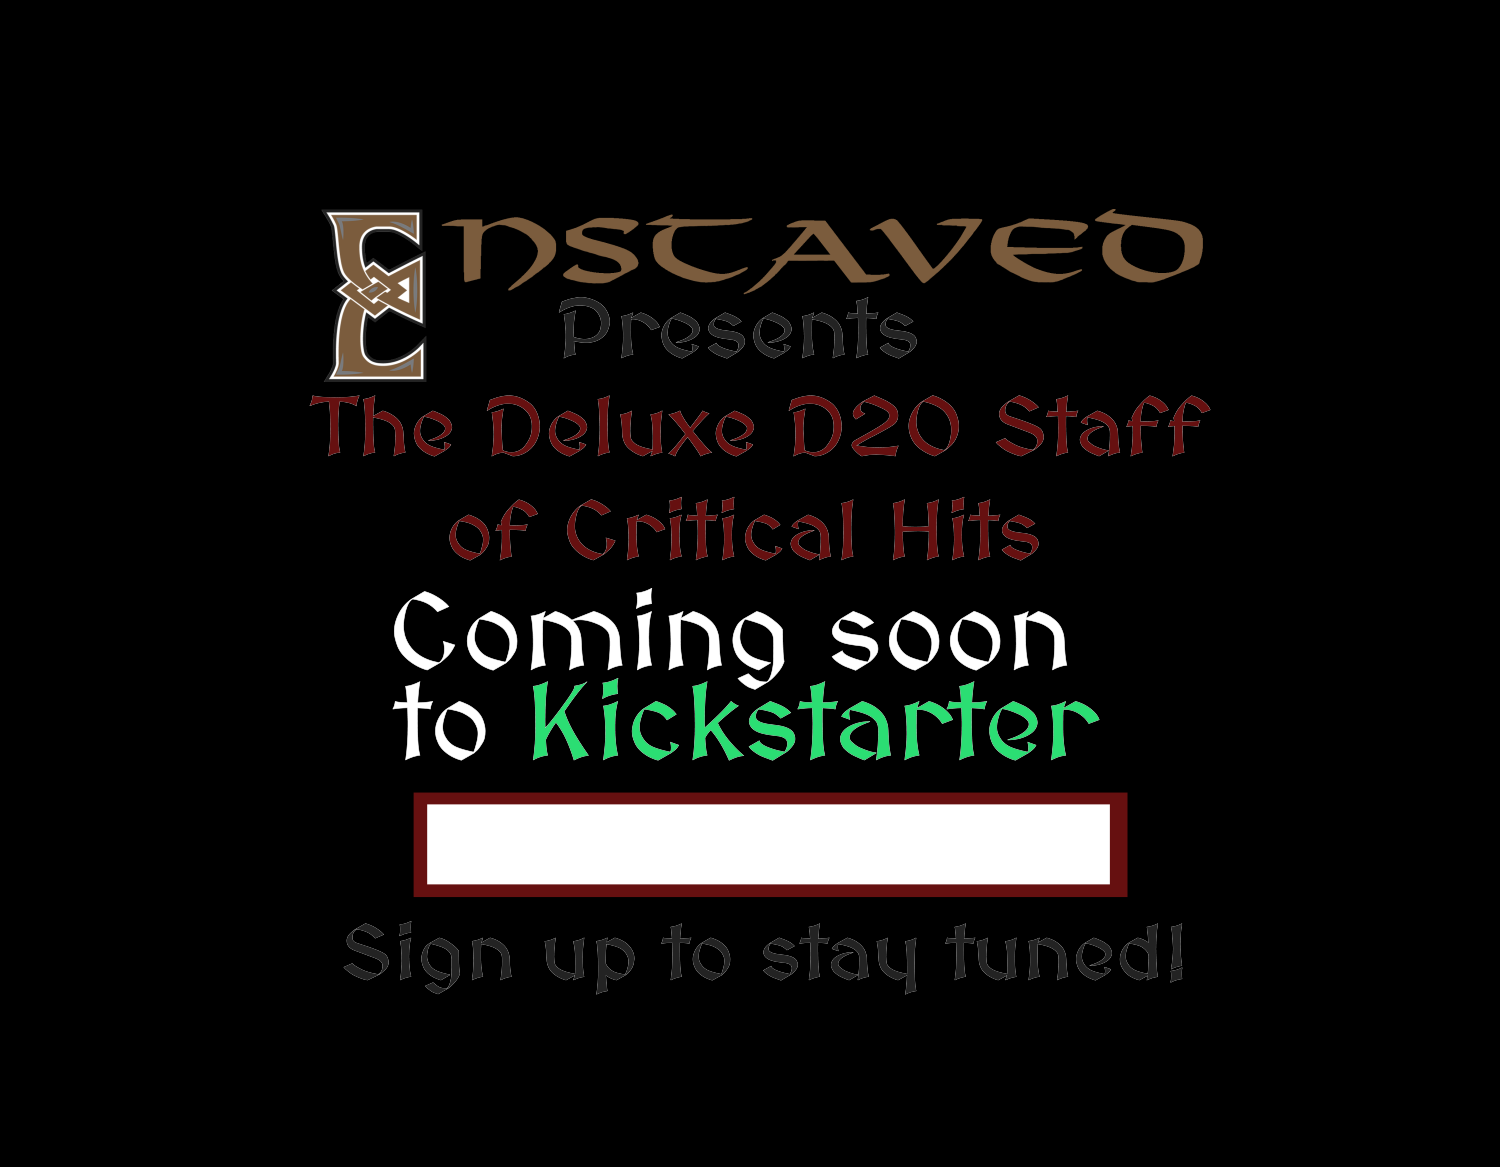 Enstaved
Presents
The Deluxe D20 Staff
of Critical Hits
Coming soon
to Kickstarter
Sign up to stay tuned!